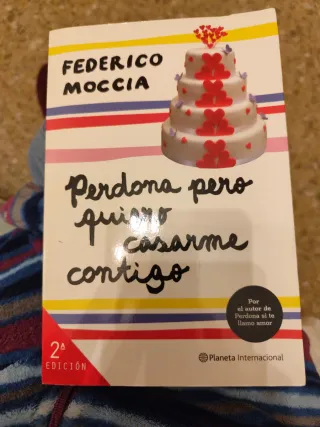 FEDERICO
MOCCIA
Perdona pero
quiero
casarme
contigo
Por
el autor de
Perdona si te
llamo amor
2ª
EDICIÓN
Planeta Internacional